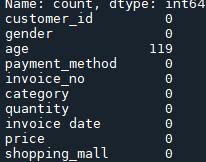 Name: count, dtype: int64
customer_id 0
gender 0
age 119
payment_method 0
invoice_no 0
category 0
quantity 0
invoice date 0
price 0
shopping_mall 0